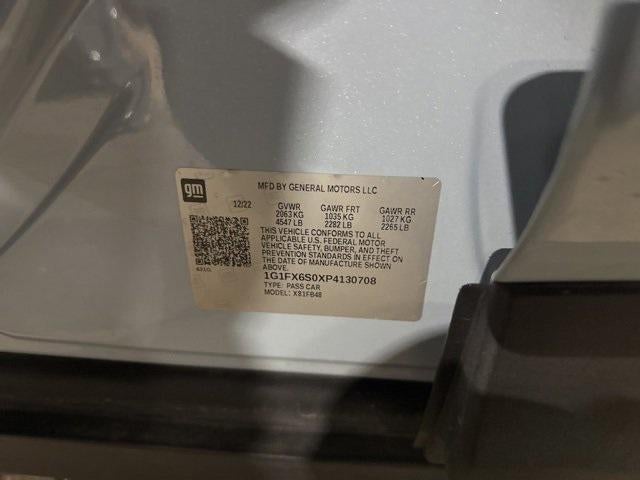 gm
MFD BY GENERAL MOTORS LLC
12/22
GVWR GAWR FRT GAWR RR
2063 KG 1035 KG 1027 KG
4547 LB 2282 LB 2265 LB
THIS VEHICLE CONFORMS TO ALL
APPLICABLE U.S. FEDERAL MOTOR
VEHICLE SAFETY, BUMPER, AND THEFT
PREVENTION STANDARDS IN EFFECT ON
THE DATE OF MANUFACTURE SHOWN
ABOVE.
1G1FX6S0XP4130708
TYPE: PASS CAR
MODEL: X81FB48